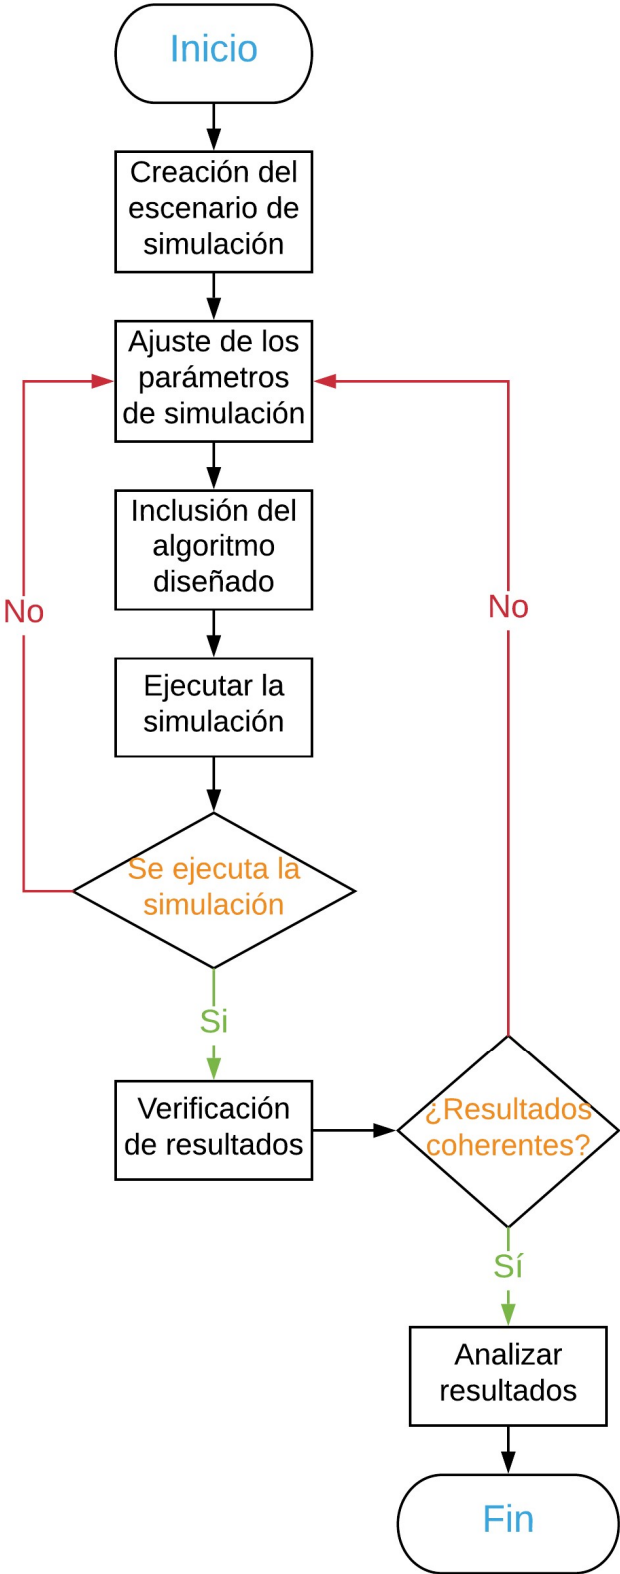 Inicio
Creación del
escenario de
simulación
Ajuste de los
parámetros
de simulación
Inclusión del
algoritmo
diseñado
No
No
Ejecutar la
simulación
Se ejecuta la
simulación
Si
Verificación
de resultados
¿Resultados
coherentes?
Sí
Analizar
resultados
Fin